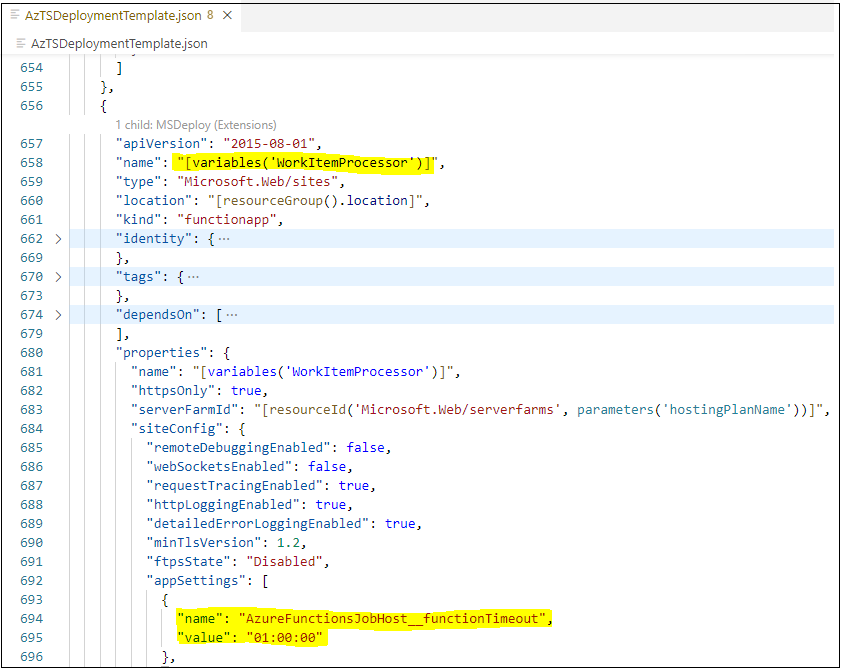 AzTSDeploymentTemplate.json 8 ×
AzTSDeploymentTemplate.json
654 ]
655 },
656 {
1 child: MSDeploy (Extensions)
657 "apiVersion": "2015-08-01",
658 "name": "[variables('WorkItemProcessor')]",
659 "type": "Microsoft.Web/sites",
660 "location": "[resourceGroup().location]",
661 "kind": "functionapp",
662 > "identity": { ···
669 },
670 > "tags": { ···
673 },
674 > "dependsOn": [ ···
679 ],
680 "properties": {
681 "name": "[variables('WorkItemProcessor')]",
682 "httpsOnly": true,
683 "serverFarmId": "[resourceId('Microsoft.Web/serverfarms', parameters('hostingPlanName'))]",
684 "siteConfig": {
685 "remoteDebuggingEnabled": false,
686 "webSocketsEnabled": false,
687 "requestTracingEnabled": true,
688 "httpLoggingEnabled": true,
689 "detailedErrorLoggingEnabled": true,
690 "minTlsVersion": 1.2,
691 "ftpsState": "Disabled",
692 "appSettings": [
693 {
694 "name": "AzureFunctionsJobHost__functionTimeout",
695 "value": "01:00:00"
696 },